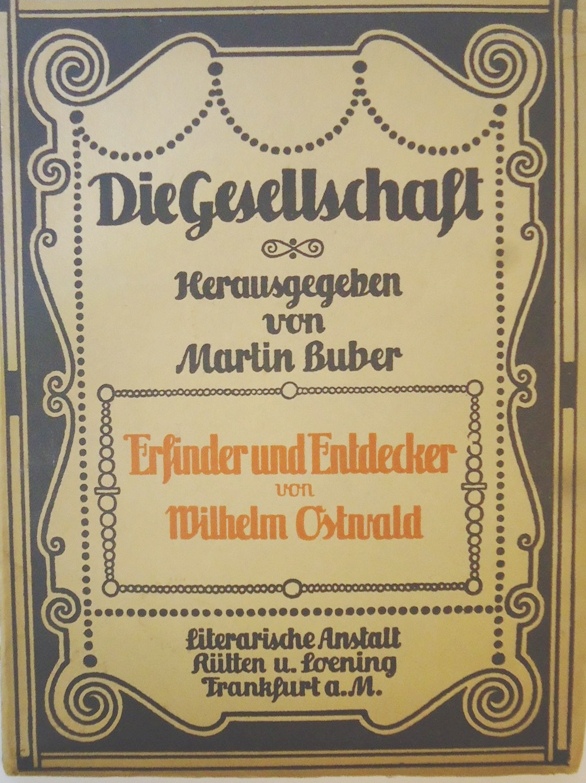 Die Gesellschaft
Herausgegeben
von
Martin Buber
Erfinder und Entdecker
von
Wilhelm Ostwald
Literarische Anstalt
Rütten u. Loening
Frankfurt a. M.